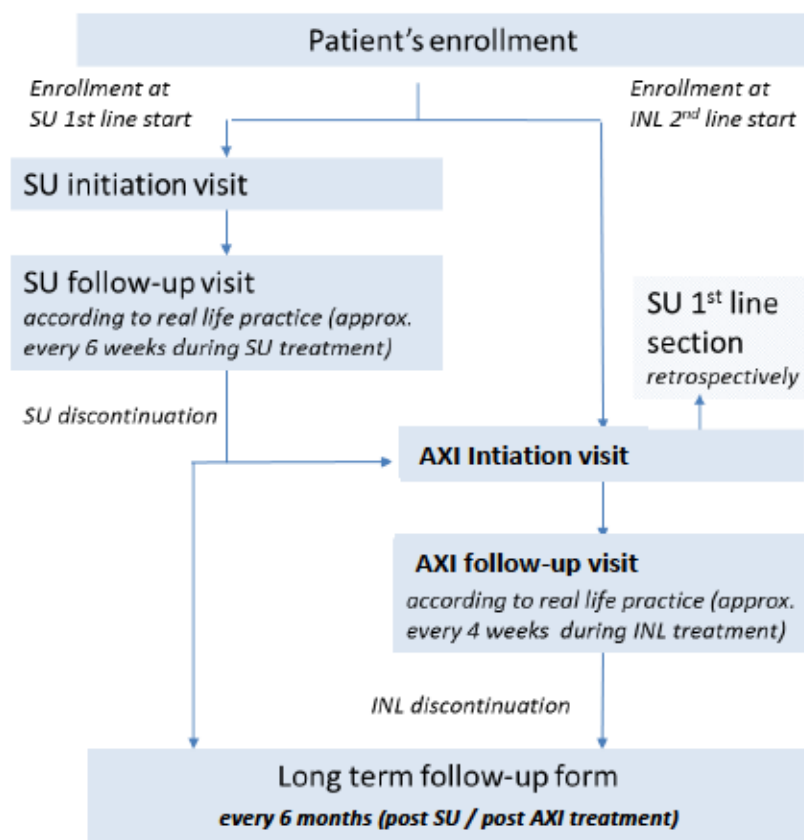 Patient's enrollment
Enrollment at
SU 1st line start
Enrollment at
INL 2nd line start
SU initiation visit
SU follow-up visit
according to real life practice (approx.
every 6 weeks during SU treatment)
SU 1st line
section
retrospectively
SU discontinuation
AXI Intiation visit
AXI follow-up visit
according to real life practice (approx.
every 4 weeks during INL treatment)
INL discontinuation
Long term follow-up form
every 6 months (post SU / post AXI treatment)